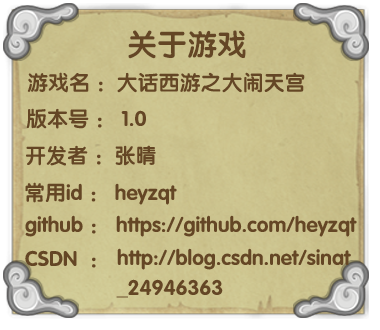 关于游戏
游戏名： 大话西游之大闹天宫
版本号： 1.0
开发者： 张晴
常用id： heyzqt
github： https://github.com/heyzqt
CSDN ： http://blog.csdn.net/sinat
_24946363